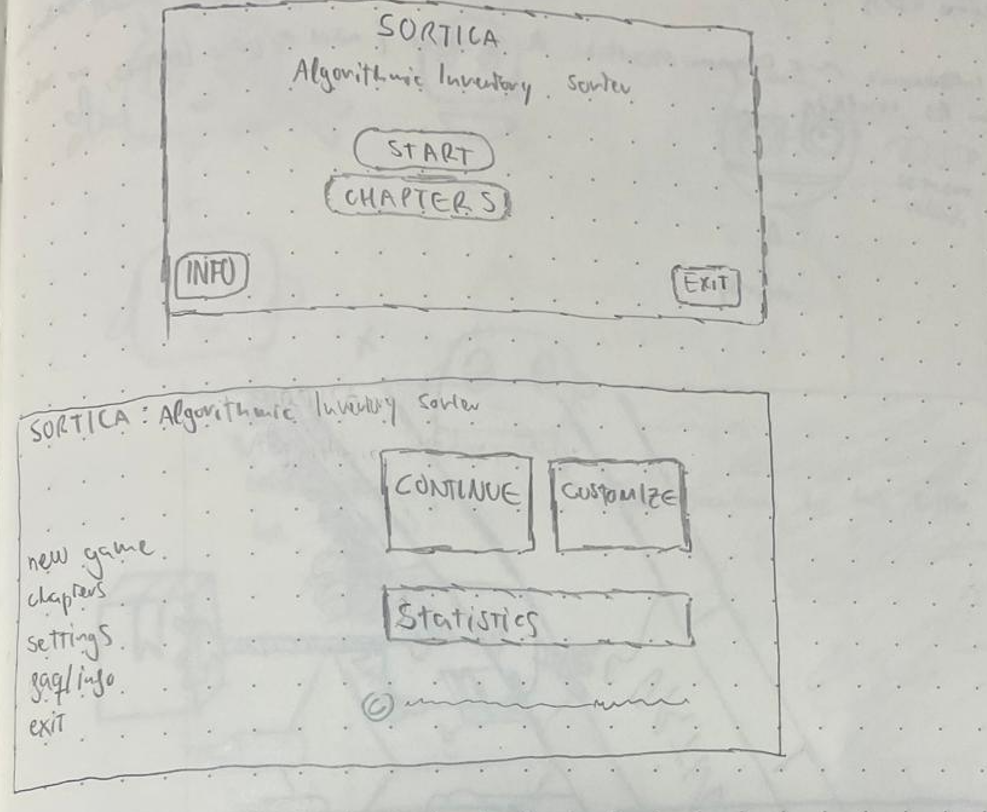 SORTICA
Algorithmic Inventory Sorter
START
CHAPTERS
INFO
EXIT
SORTICA: Algorithmic Inventory Sorter
CONTINUE
CUSTOMIZE
new game
chapters
settings
faq/info
exit
Statistics
©